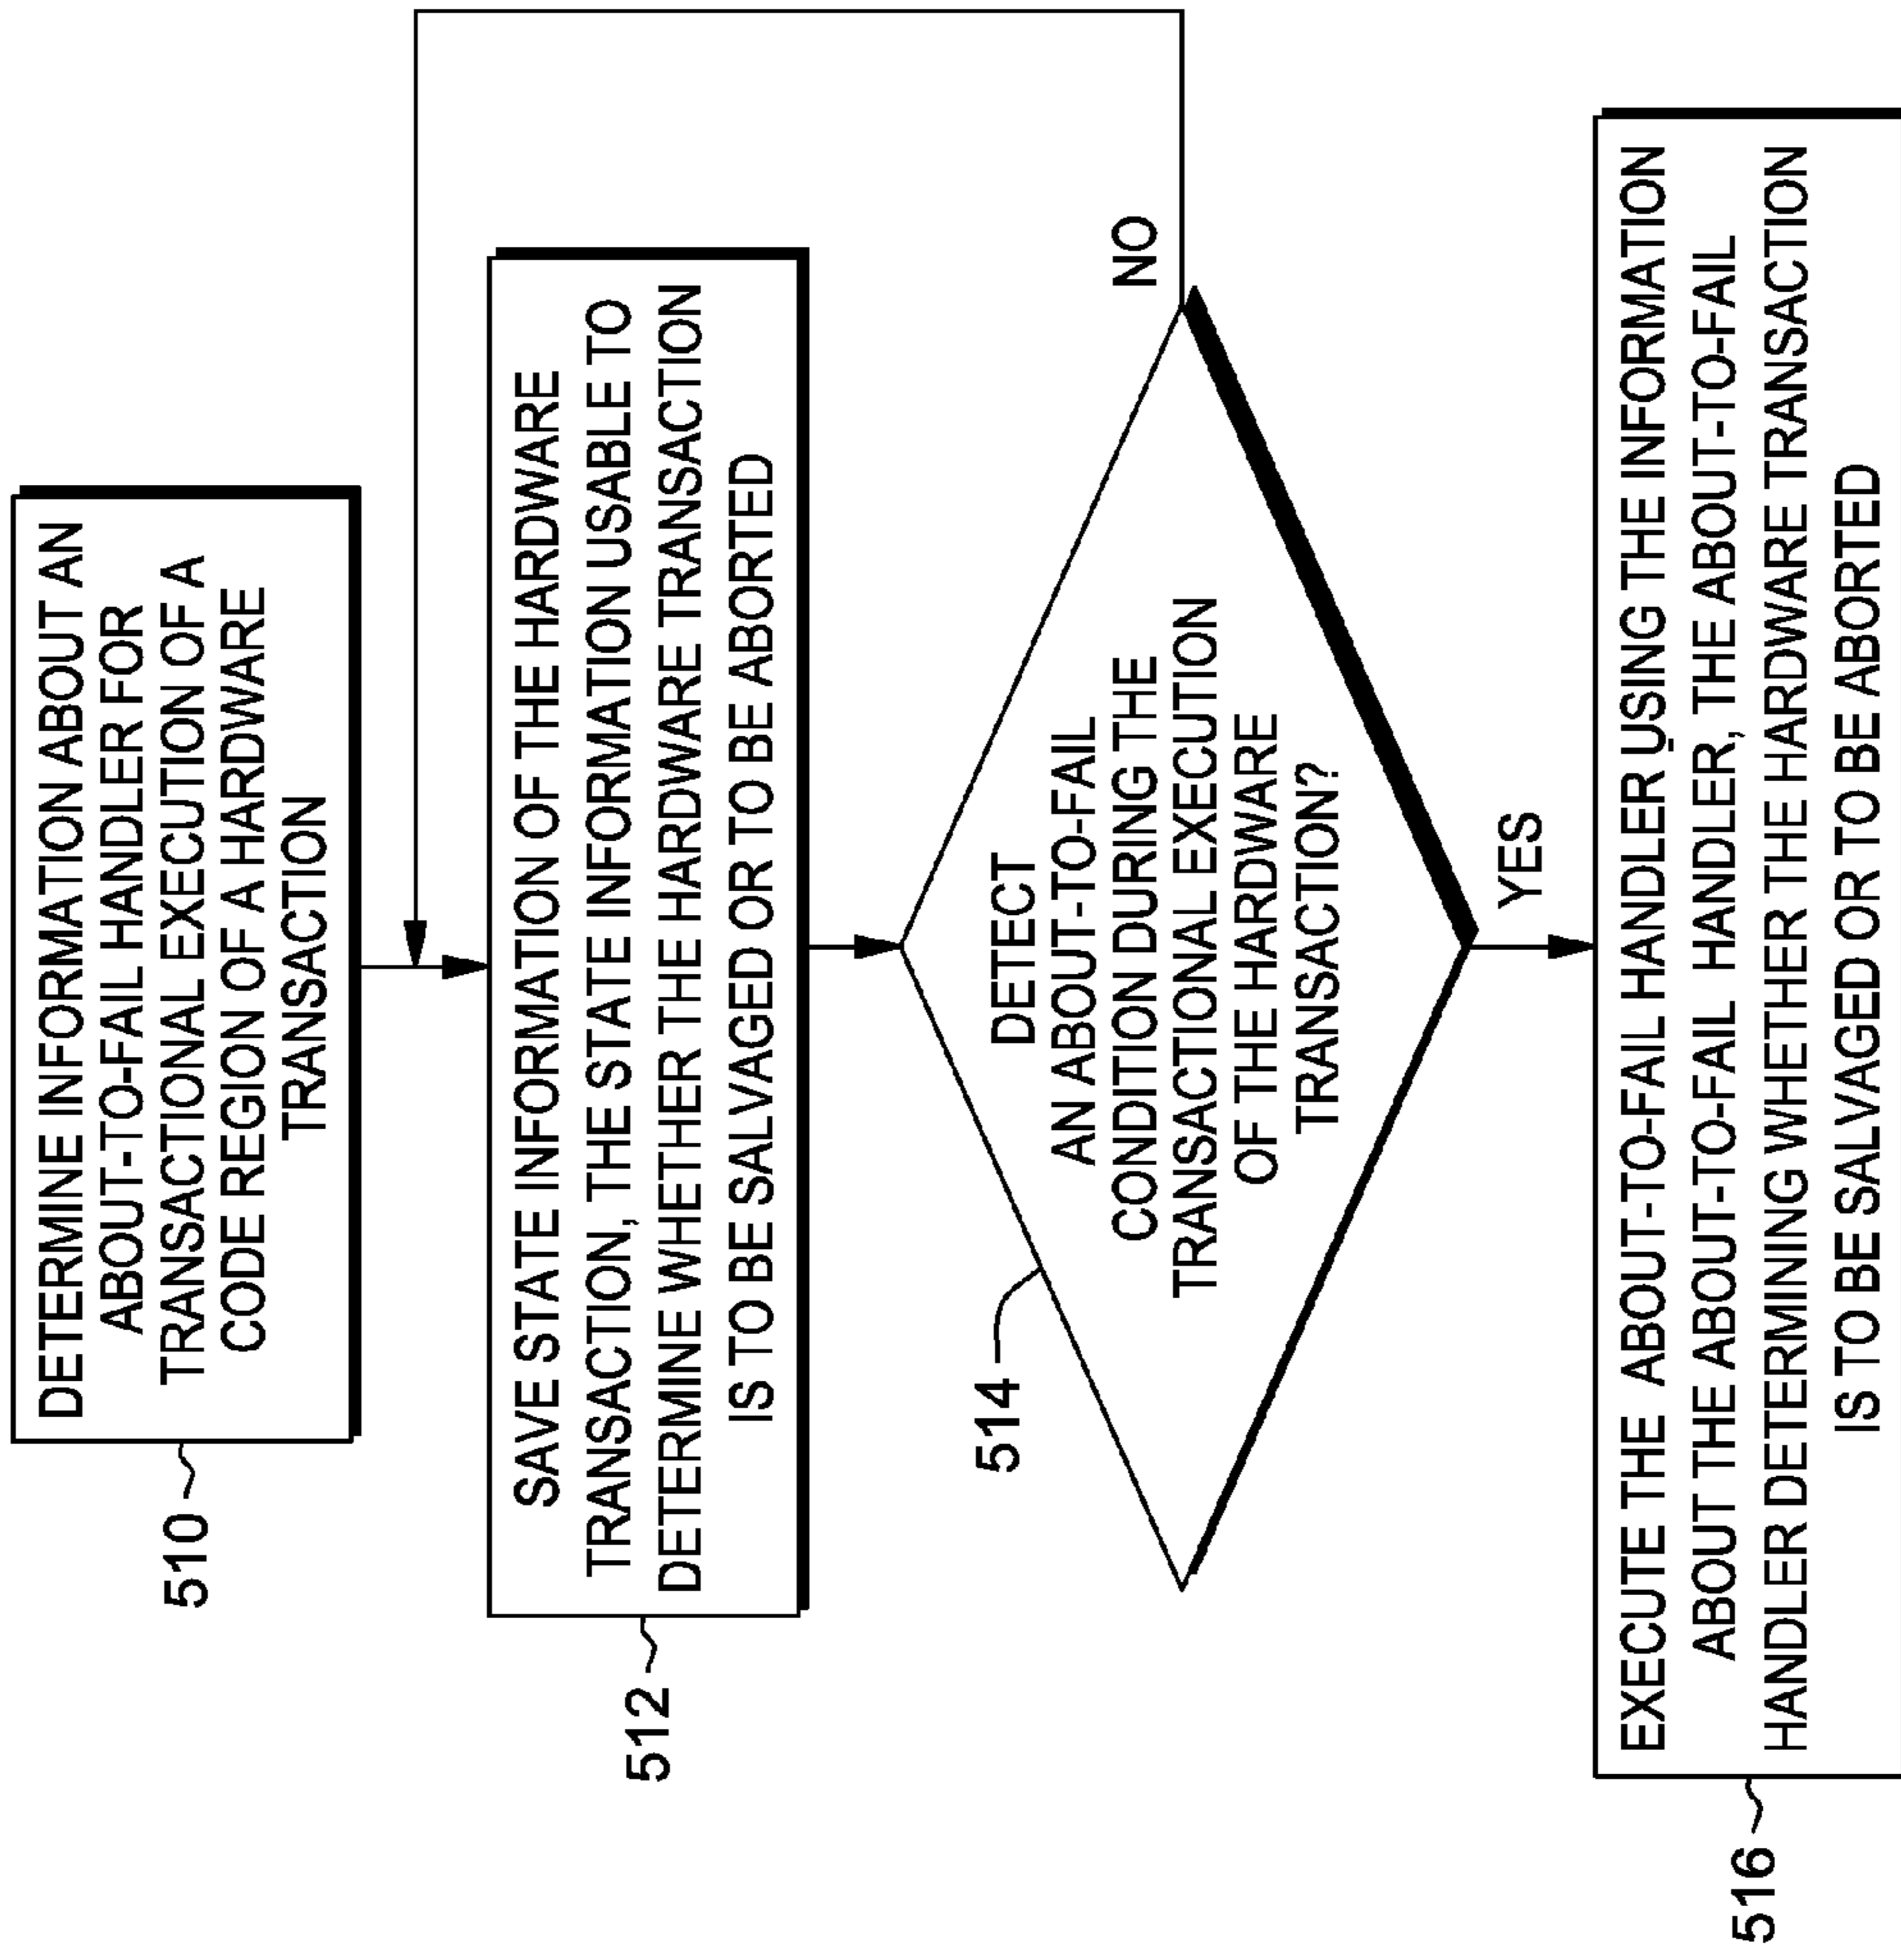 DETERMINE INFORMATION ABOUT AN
ABOUT-TO-FAIL HANDLER FOR
TRANSACTIONAL EXECUTION OF A
CODE REGION OF A HARDWARE
TRANSACTION
510
SAVE STATE INFORMATION OF THE HARDWARE
TRANSACTION, THE STATE INFORMATION USABLE TO
DETERMINE WHETHER THE HARDWARE TRANSACTION
IS TO BE SALVAGED OR TO BE ABORTED
512
DETECT
AN ABOUT-TO-FAIL
CONDITION DURING THE
TRANSACTIONAL EXECUTION
OF THE HARDWARE
TRANSACTION?
514
NO
YES
EXECUTE THE ABOUT-TO-FAIL HANDLER USING THE INFORMATION
ABOUT THE ABOUT-TO-FAIL HANDLER, THE ABOUT-TO-FAIL
HANDLER DETERMINING WHETHER THE HARDWARE TRANSACTION
IS TO BE SALVAGED OR TO BE ABORTED
516